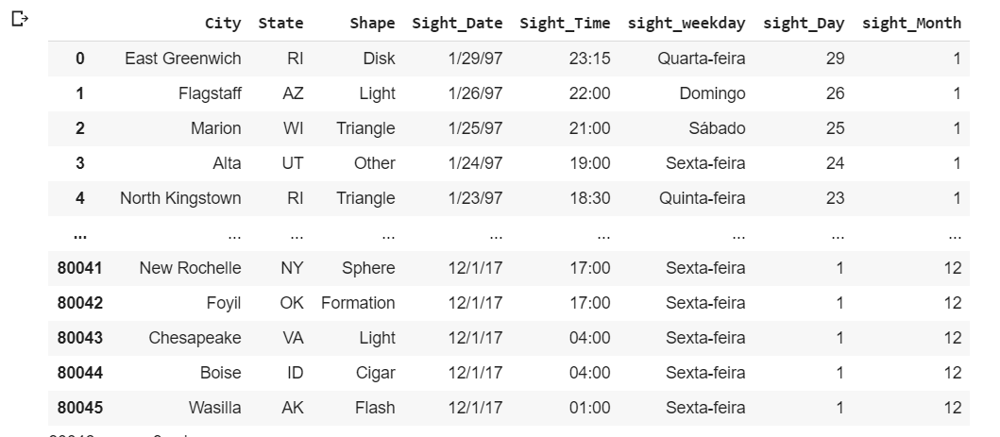 City State Shape Sight_Date Sight_Time sight_weekday sight_Day sight_Month
0 East Greenwich RI Disk 1/29/97 23:15 Quarta-feira 29 1
1 Flagstaff AZ Light 1/26/97 22:00 Domingo 26 1
2 Marion WI Triangle 1/25/97 21:00 Sábado 25 1
3 Alta UT Other 1/24/97 19:00 Sexta-feira 24 1
4 North Kingstown RI Triangle 1/23/97 18:30 Quinta-feira 23 1
... ... ... ... ... ... ... ... ...
80041 New Rochelle NY Sphere 12/1/17 17:00 Sexta-feira 1 12
80042 Foyil OK Formation 12/1/17 17:00 Sexta-feira 1 12
80043 Chesapeake VA Light 12/1/17 04:00 Sexta-feira 1 12
80044 Boise ID Cigar 12/1/17 04:00 Sexta-feira 1 12
80045 Wasilla AK Flash 12/1/17 01:00 Sexta-feira 1 12